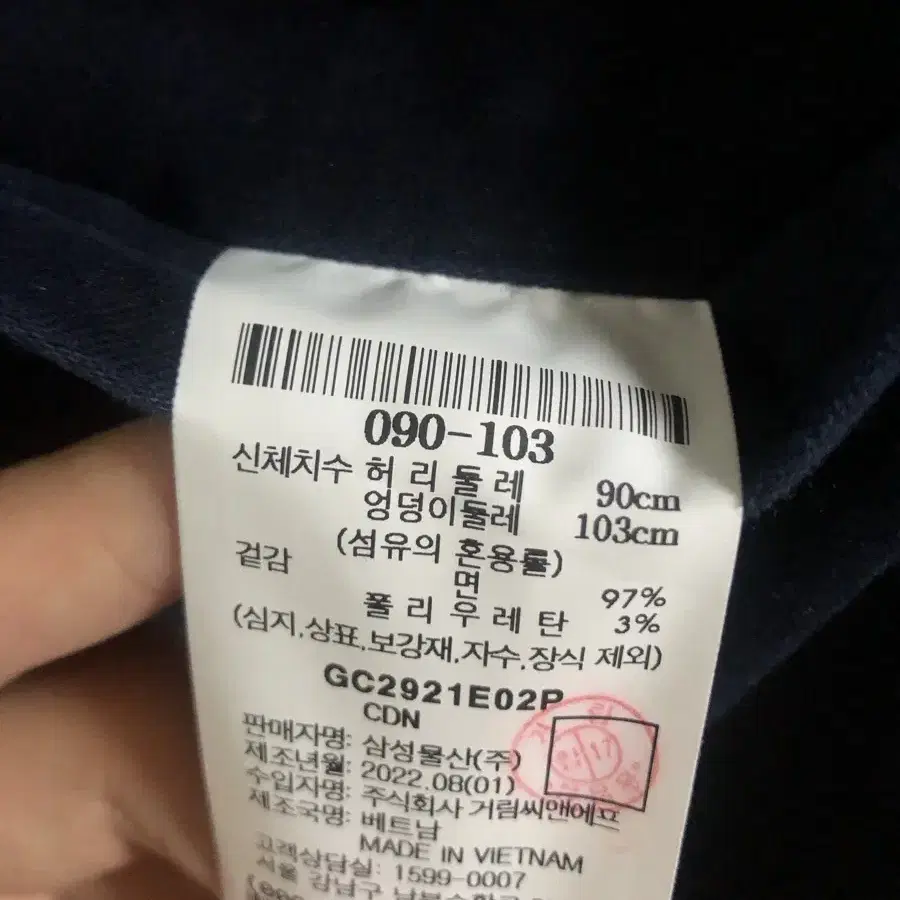 090-103
신체치수 허 리 둘 레 90cm
엉덩이둘레 103cm
(섬유의 혼용률)
겉감 면 97%
폴 리 우 레 탄 3%
(심지,상표,보강재,자수,장식 제외)
GC2921E02P
CDN
판매자명: 삼성물산(주)
제조년월: 2022.08(01)
수입자명: 주식회사 거림씨앤에프
제조국명: 베트남
MADE IN VIETNAM
고객상담실: 1599-0007
서울 강남구